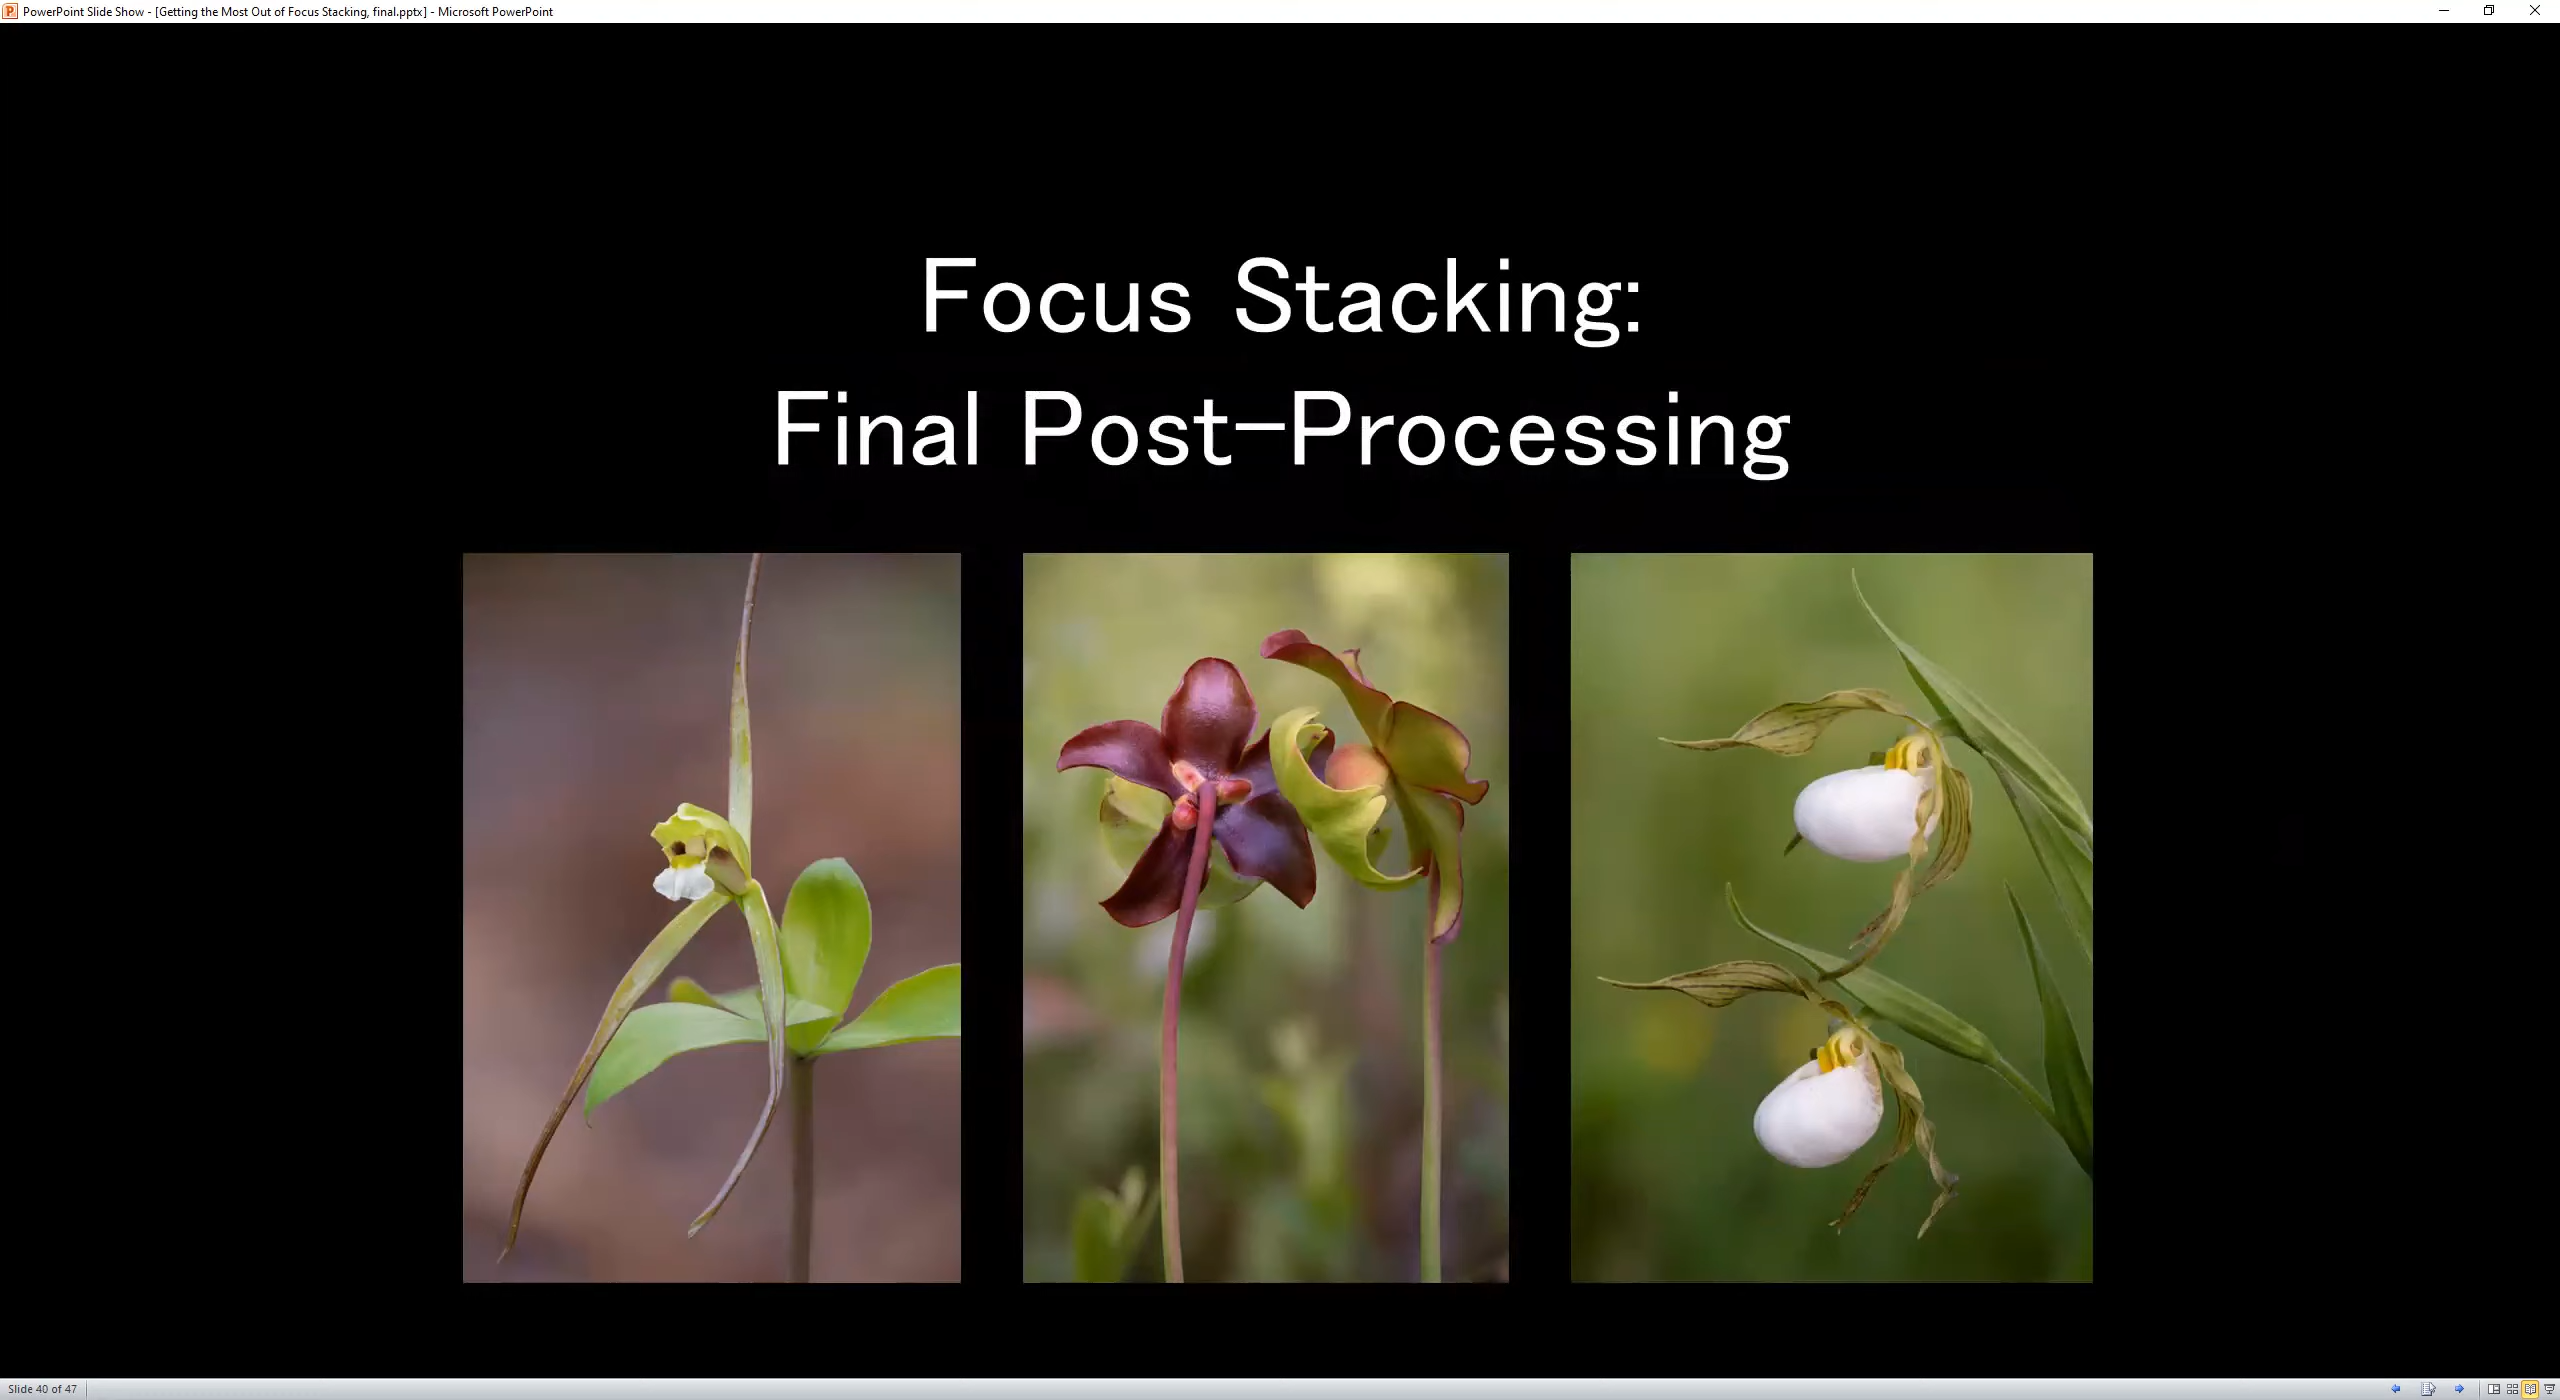 PowerPoint Slide Show - [Getting the Most Out of Focus Stacking, final.pptx] - Microsoft PowerPoint
Focus Stacking:
Final Post-Processing
Slide 40 of 47